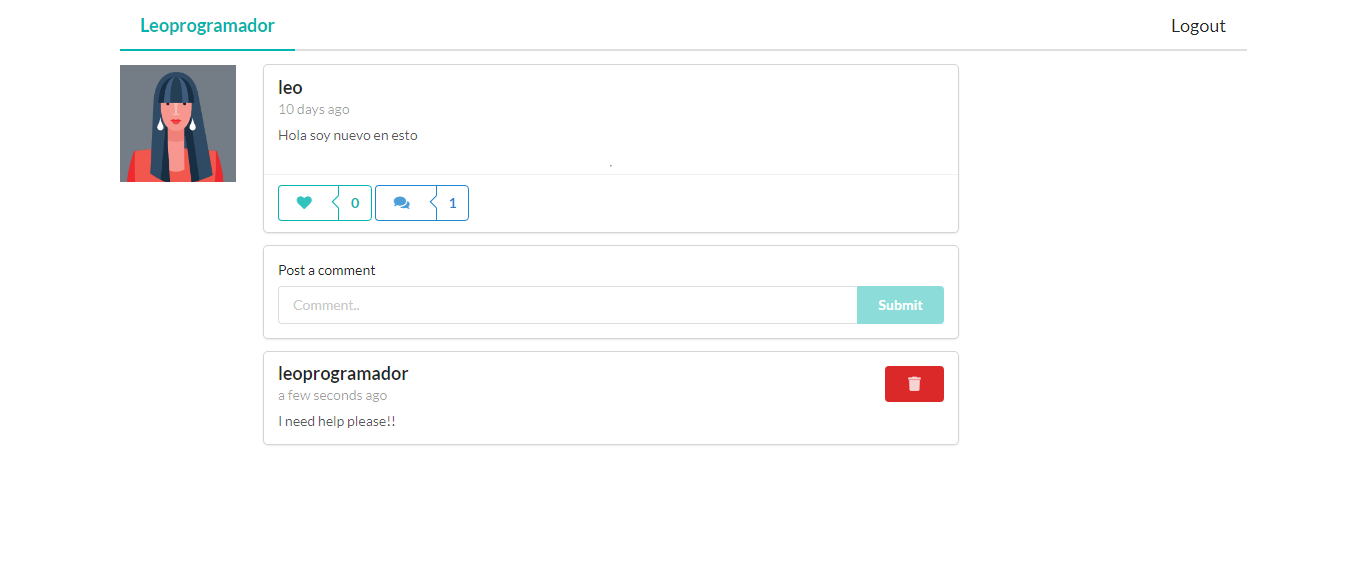 Leoprogramador
Logout
leo
10 days ago
Hola soy nuevo en esto
0
1
Post a comment
Comment..
Submit
leoprogramador
a few seconds ago
I need help please!!